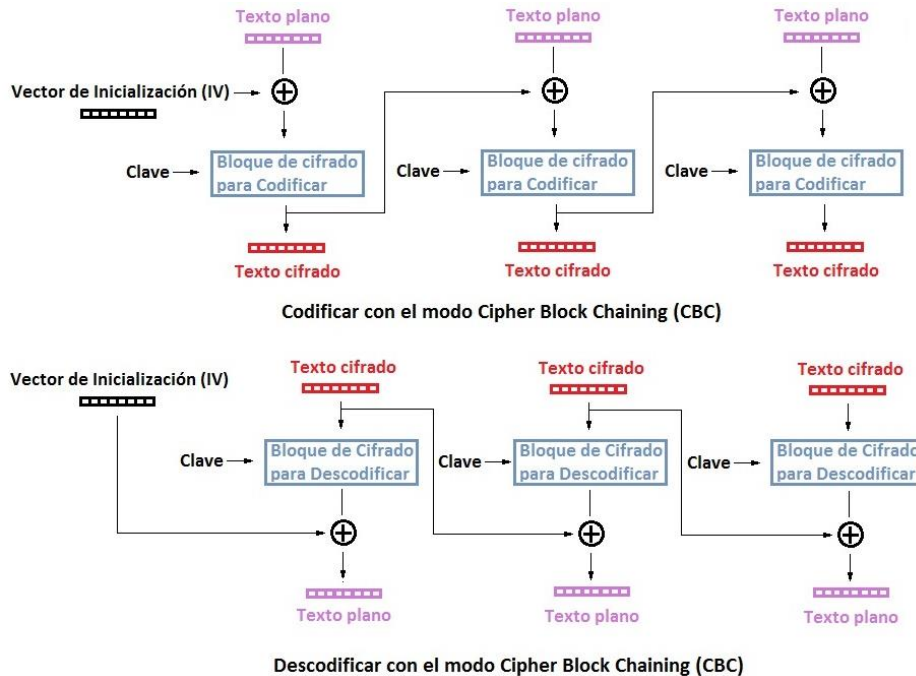 Texto plano
Texto plano
Texto plano
Vector de Inicialización (IV)
Clave
Bloque de cifrado
para Codificar
Clave
Bloque de cifrado
para Codificar
Clave
Bloque de cifrado
para Codificar
Texto cifrado
Texto cifrado
Texto cifrado
Codificar con el modo Cipher Block Chaining (CBC)
Vector de Inicialización (IV)
Texto cifrado
Texto cifrado
Texto cifrado
Clave
Bloque de Cifrado
para Descodificar
Clave
Bloque de Cifrado
para Descodificar
Clave
Bloque de Cifrado
para Descodificar
Texto plano
Texto plano
Texto plano
Descodificar con el modo Cipher Block Chaining (CBC)